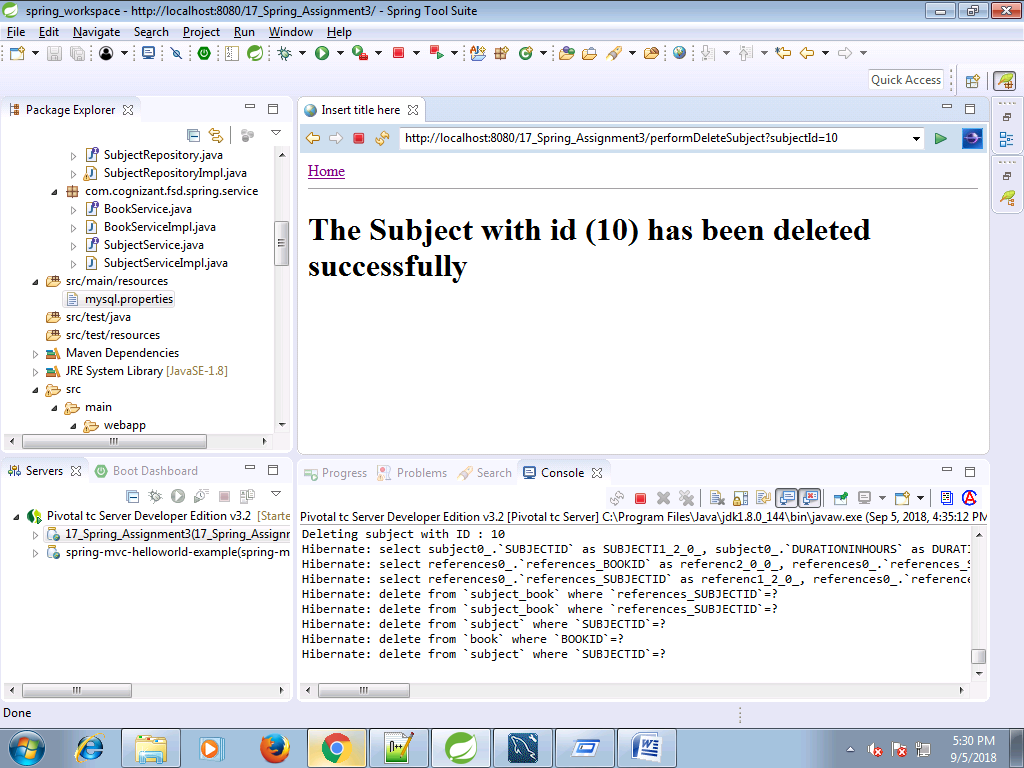 spring_workspace - http://localhost:8080/17_Spring_Assignment3/ - Spring Tool Suite
File Edit Navigate Search Project Run Window Help
Quick Access
Package Explorer
SubjectRepository.java
SubjectRepositoryImpl.java
com.cognizant.fsd.spring.service
BookService.java
BookServiceImpl.java
SubjectService.java
SubjectServiceImpl.java
src/main/resources
mysql.properties
src/test/java
src/test/resources
Maven Dependencies
JRE System Library [JavaSE-1.8]
src
main
webapp
Insert title here
http://localhost:8080/17_Spring_Assignment3/performDeleteSubject?subjectId=10
Home
The Subject with id (10) has been deleted
successfully
Servers Boot Dashboard
Pivotal tc Server Developer Edition v3.2 [Starte
17_Spring_Assignment3(17_Spring_Assignr
spring-mvc-helloworld-example(spring-m
Progress Problems Search Console
Pivotal tc Server Developer Edition v3.2 [Pivotal tc Server] C:\Program Files\Java\jdk1.8.0_144\bin\javaw.exe (Sep 5, 2018, 4:35:12 PM
Deleting subject with ID : 10
Hibernate: select subject0_.`SUBJECTID` as SUBJECTI1_2_0_, subject0_.`DURATIONINHOURS` as DURATI
Hibernate: select references0_.`references_BOOKID` as referenc2_0_0_, references0_.`references_S
Hibernate: select references0_.`references_SUBJECTID` as referenc1_2_0_, references0_.`reference
Hibernate: delete from `subject_book` where `references_SUBJECTID`=?
Hibernate: delete from `subject_book` where `references_SUBJECTID`=?
Hibernate: delete from `subject` where `SUBJECTID`=?
Hibernate: delete from `book` where `BOOKID`=?
Hibernate: delete from `subject` where `SUBJECTID`=?
Done
5:30 PM
9/5/2018